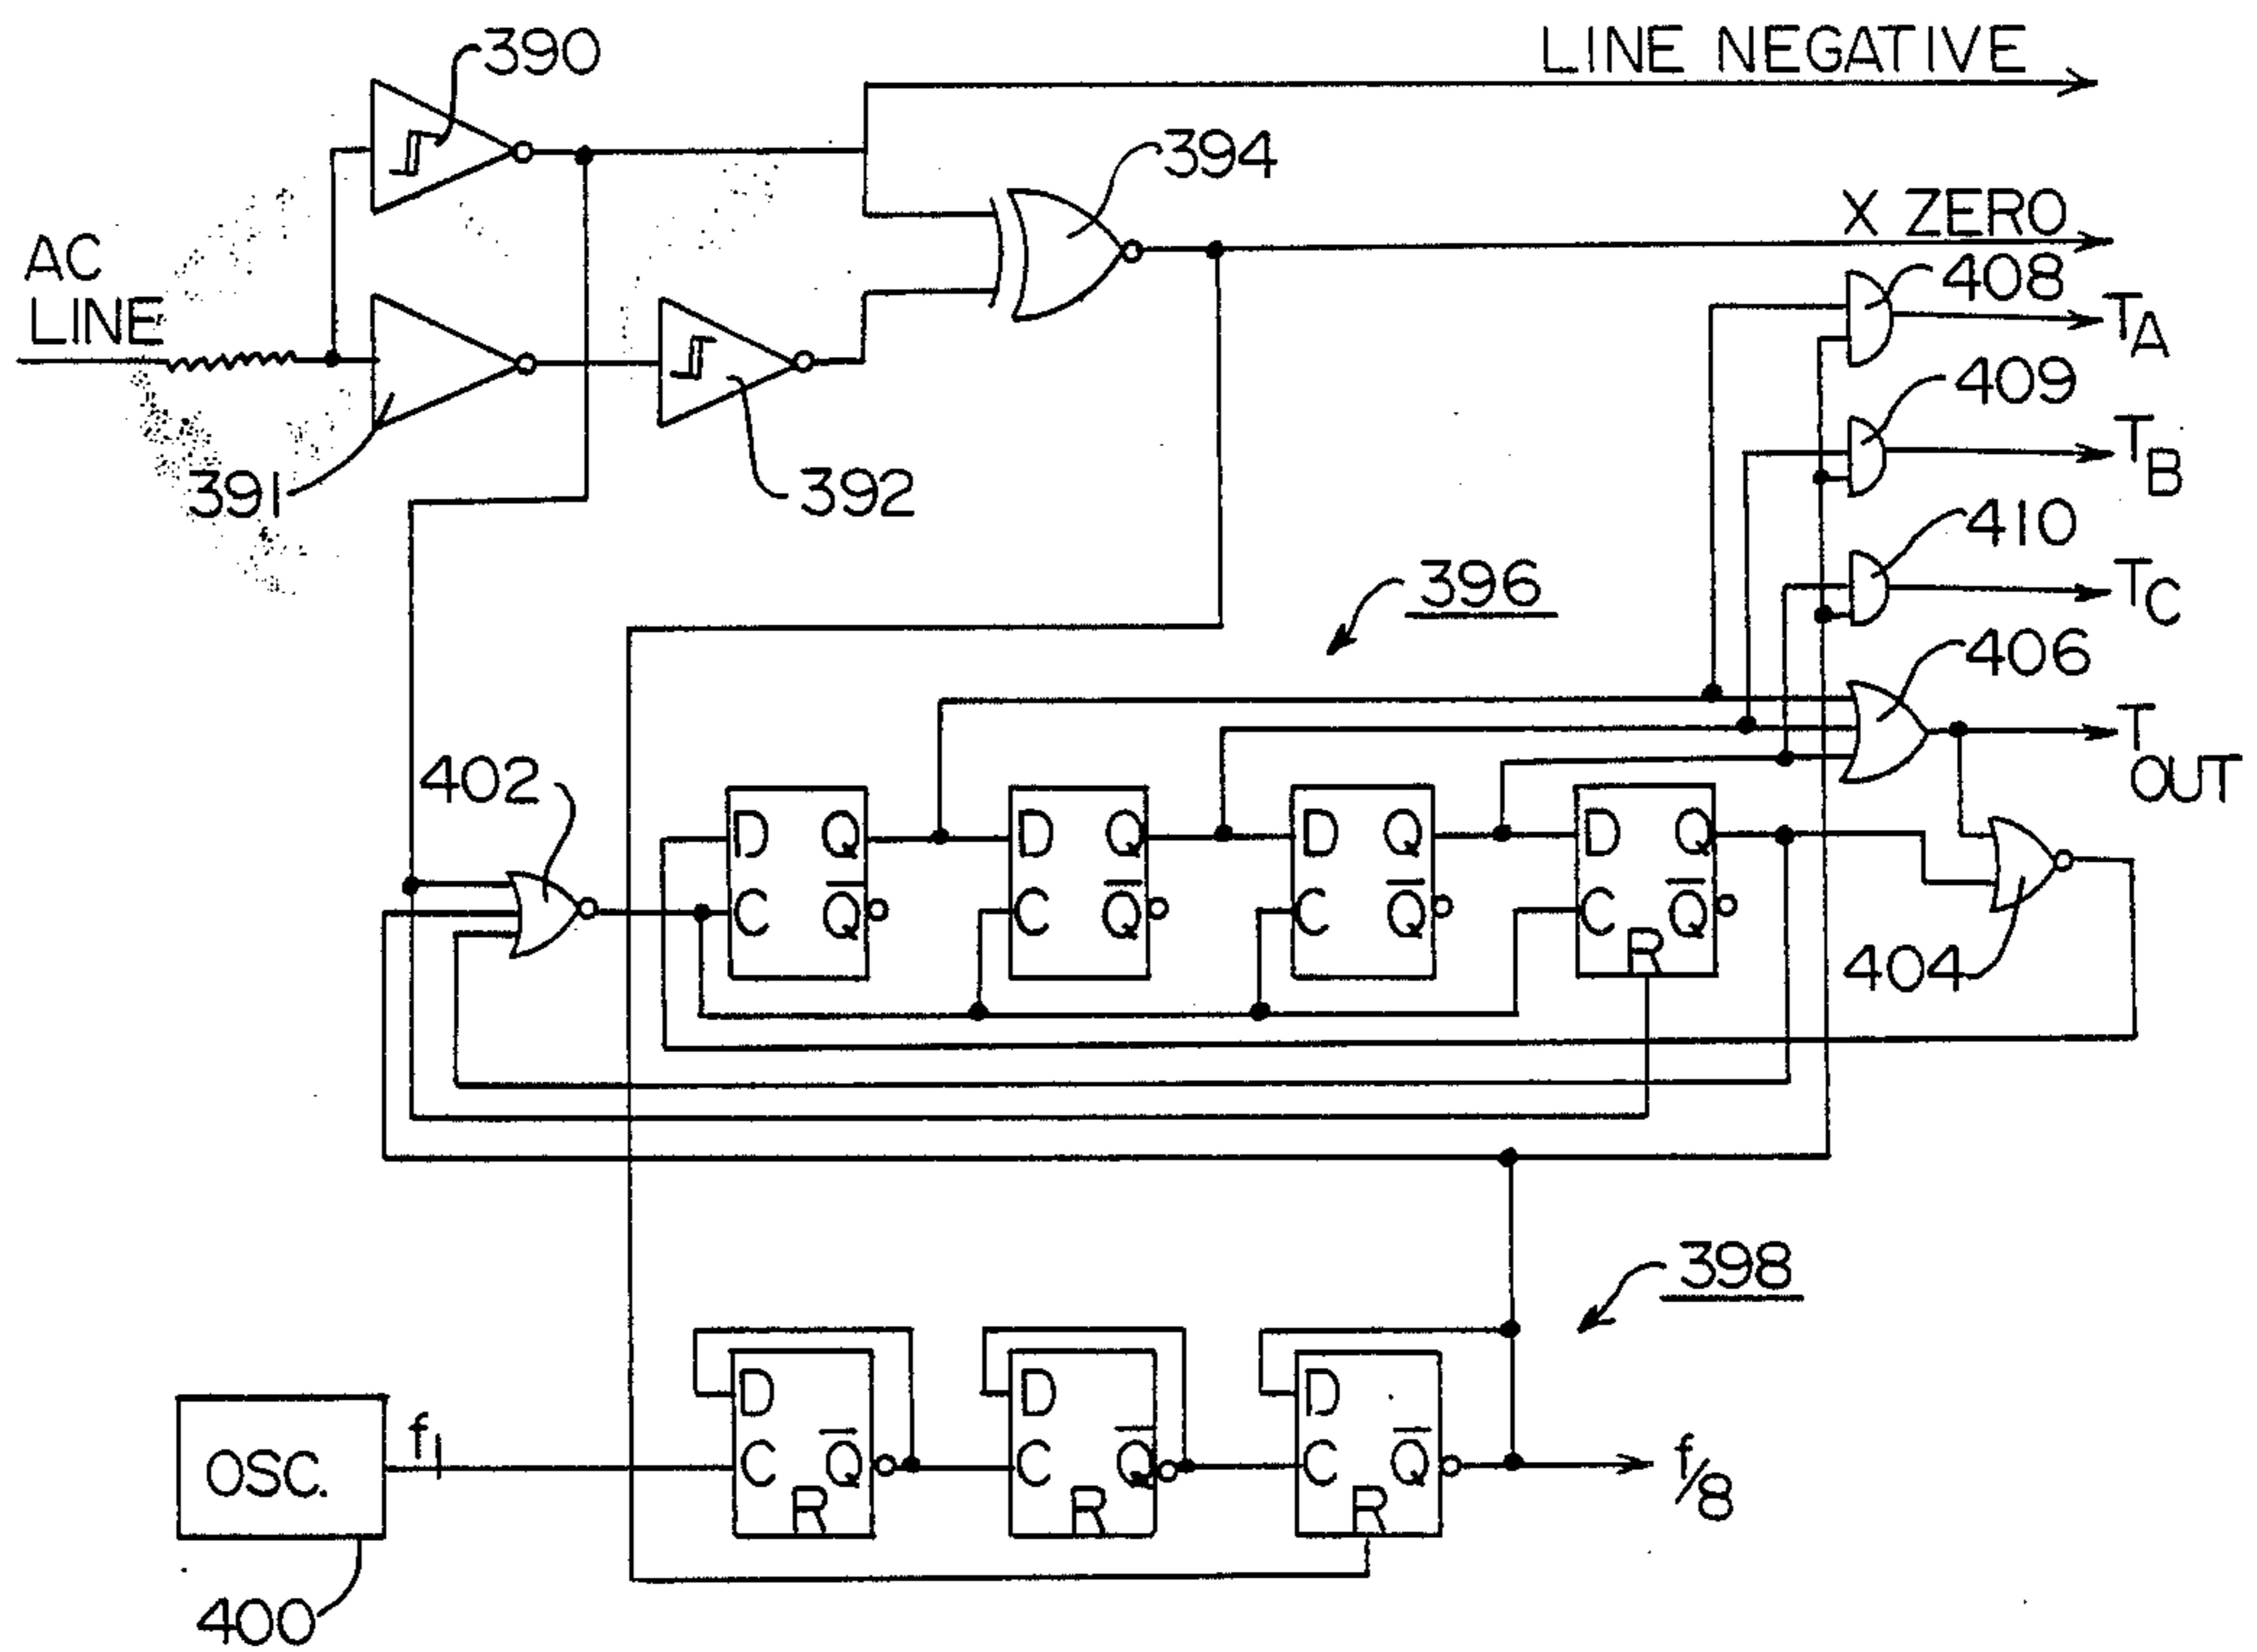 390
LINE NEGATIVE
394
X ZERO
AC
LINE
408
TA
409
TB
391
392
410
TC
396
406
TOUT
402
D Q
C Q̅
D Q
C Q̅
D Q
C Q̅
D Q
C Q̅
R
404
398
OSC.
f1
D
C Q̅
R
D
C Q̅
R
D
C Q̅
R
f/8
400